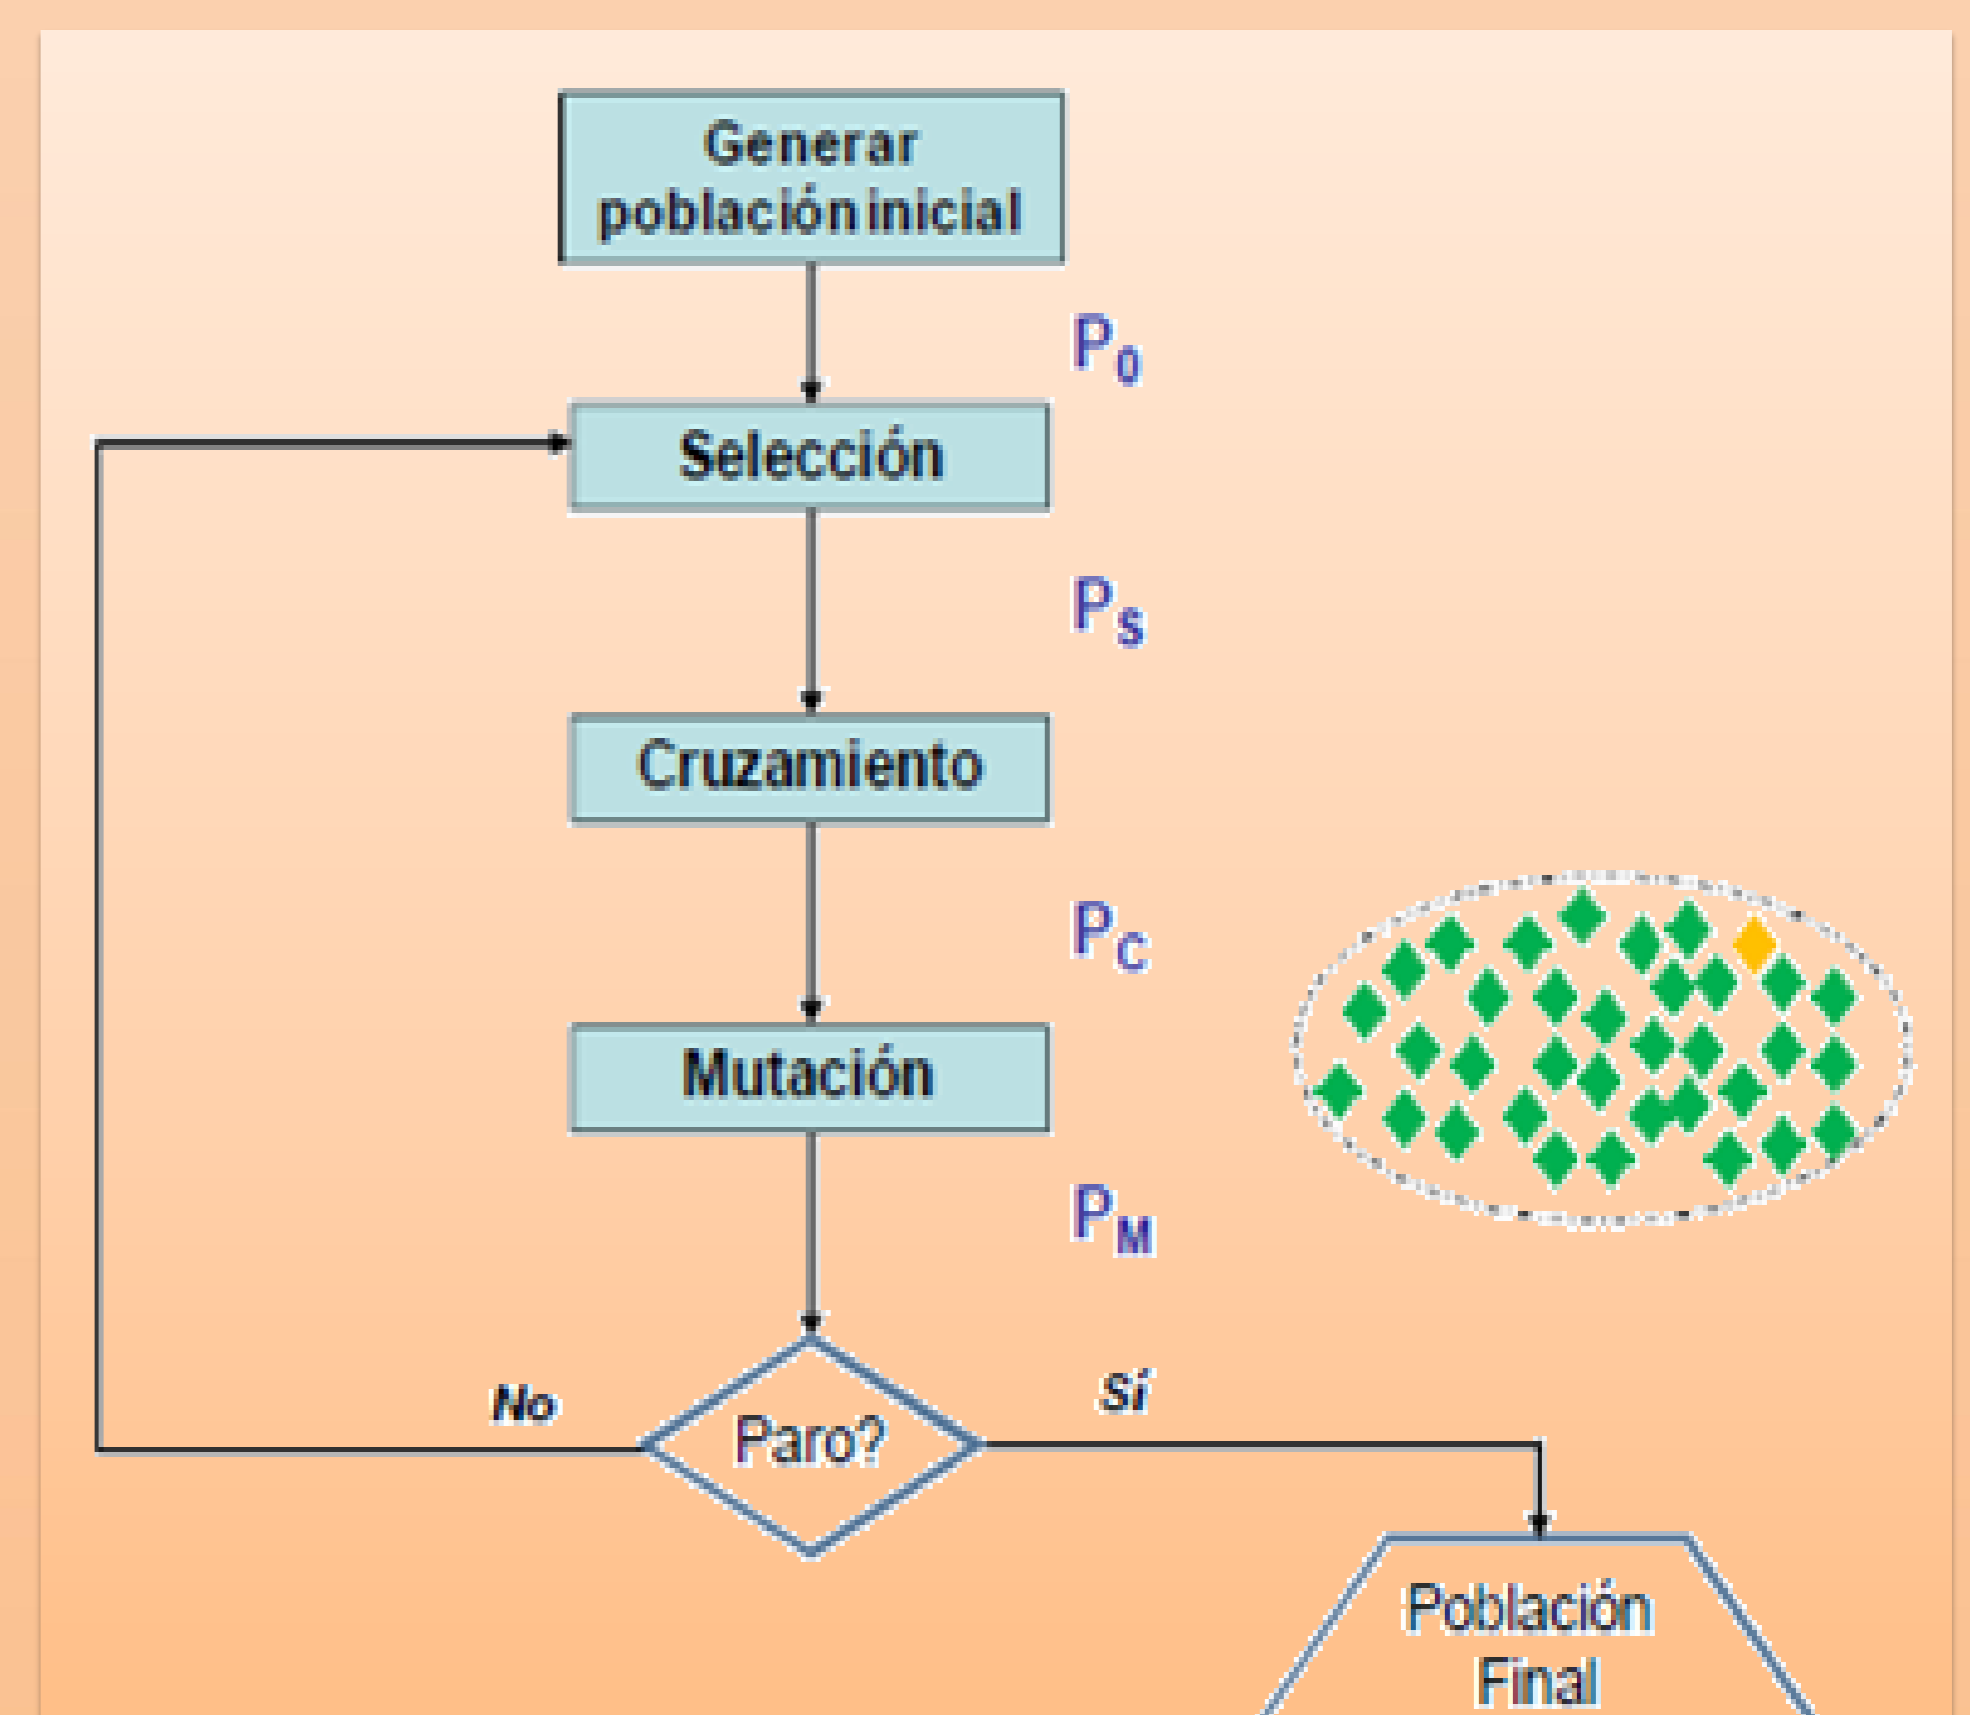 Generar
población inicial
P0
Selección
PS
Cruzamiento
PC
Mutación
PM
No
Paro?
Sí
Población
Final